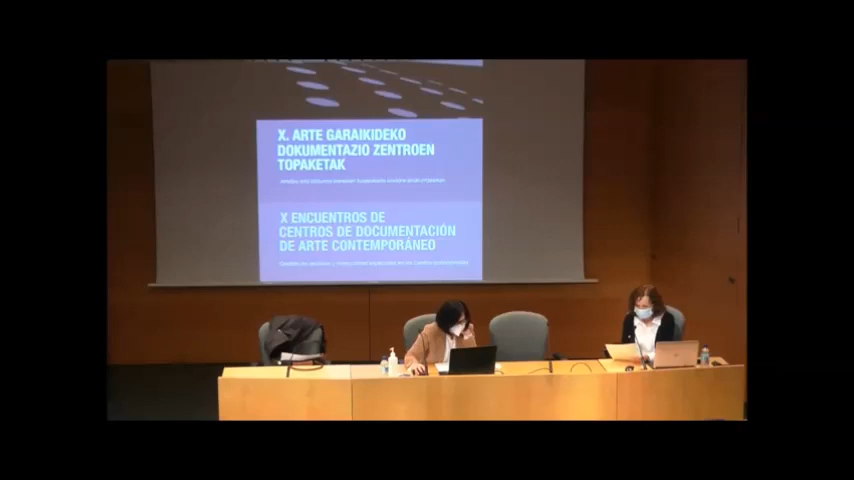 X. ARTE GARAIKIDEKO
DOKUMENTAZIO ZENTROEN
TOPAKETAK
X ENCUENTROS DE
CENTROS DE DOCUMENTACIÓN
DE ARTE CONTEMPORÁNEO